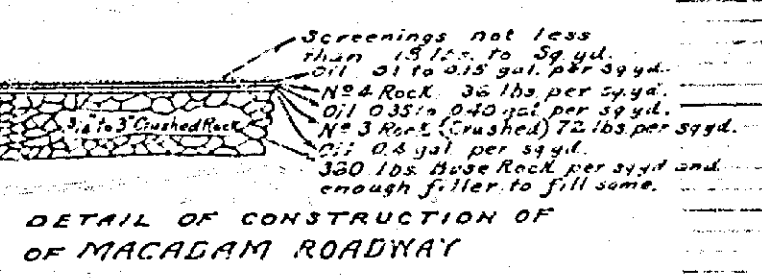 Screenings not less
than 15 lbs. to Sq. yd.
Oil .01 to 0.15 gal. per sq yd.
Nº 4 Rock 36 lbs. per sq. yd.
Oil 0.35 to 0.40 gal. per sq yd.
Nº 3 Rock (Crushed) 72 lbs. per sq yd.
Oil 0.4 gal. per sq yd.
to 3" Crushed Rock
lbs. Base Rock per sq yd and
enough filler to fill same.
DETAIL OF CONSTRUCTION OF
OF MACADAM ROADWAY